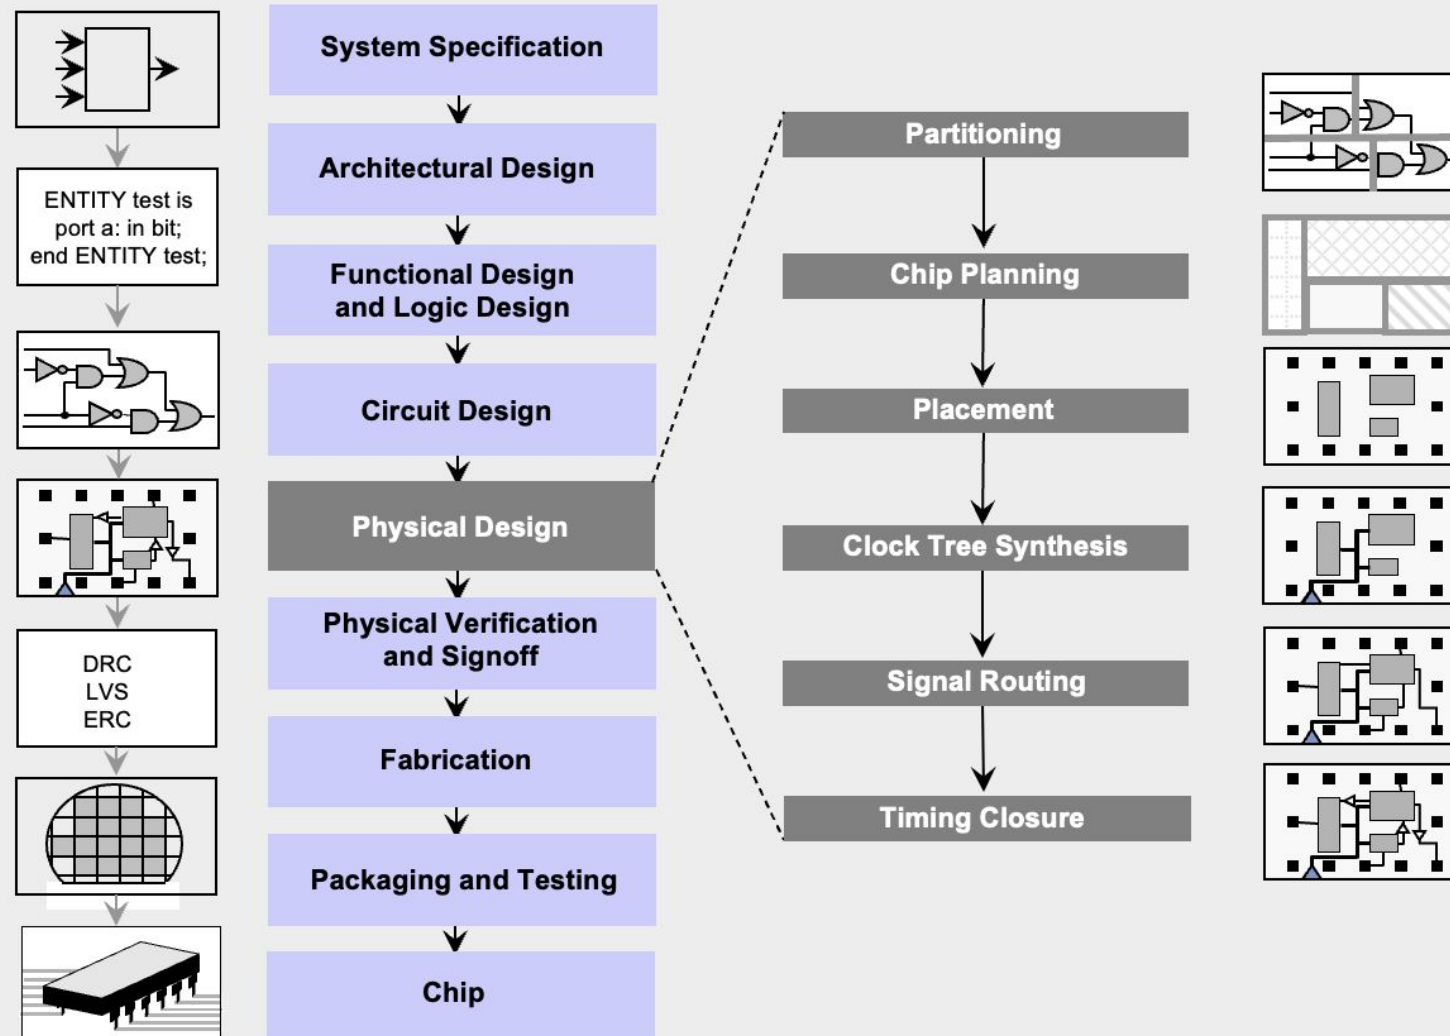 System Specification
Architectural Design
ENTITY test is
port a: in bit;
end ENTITY test;
Functional Design
and Logic Design
Circuit Design
Physical Design
Physical Verification
and Signoff
DRC
LVS
ERC
Fabrication
Packaging and Testing
Chip
Partitioning
Chip Planning
Placement
Clock Tree Synthesis
Signal Routing
Timing Closure